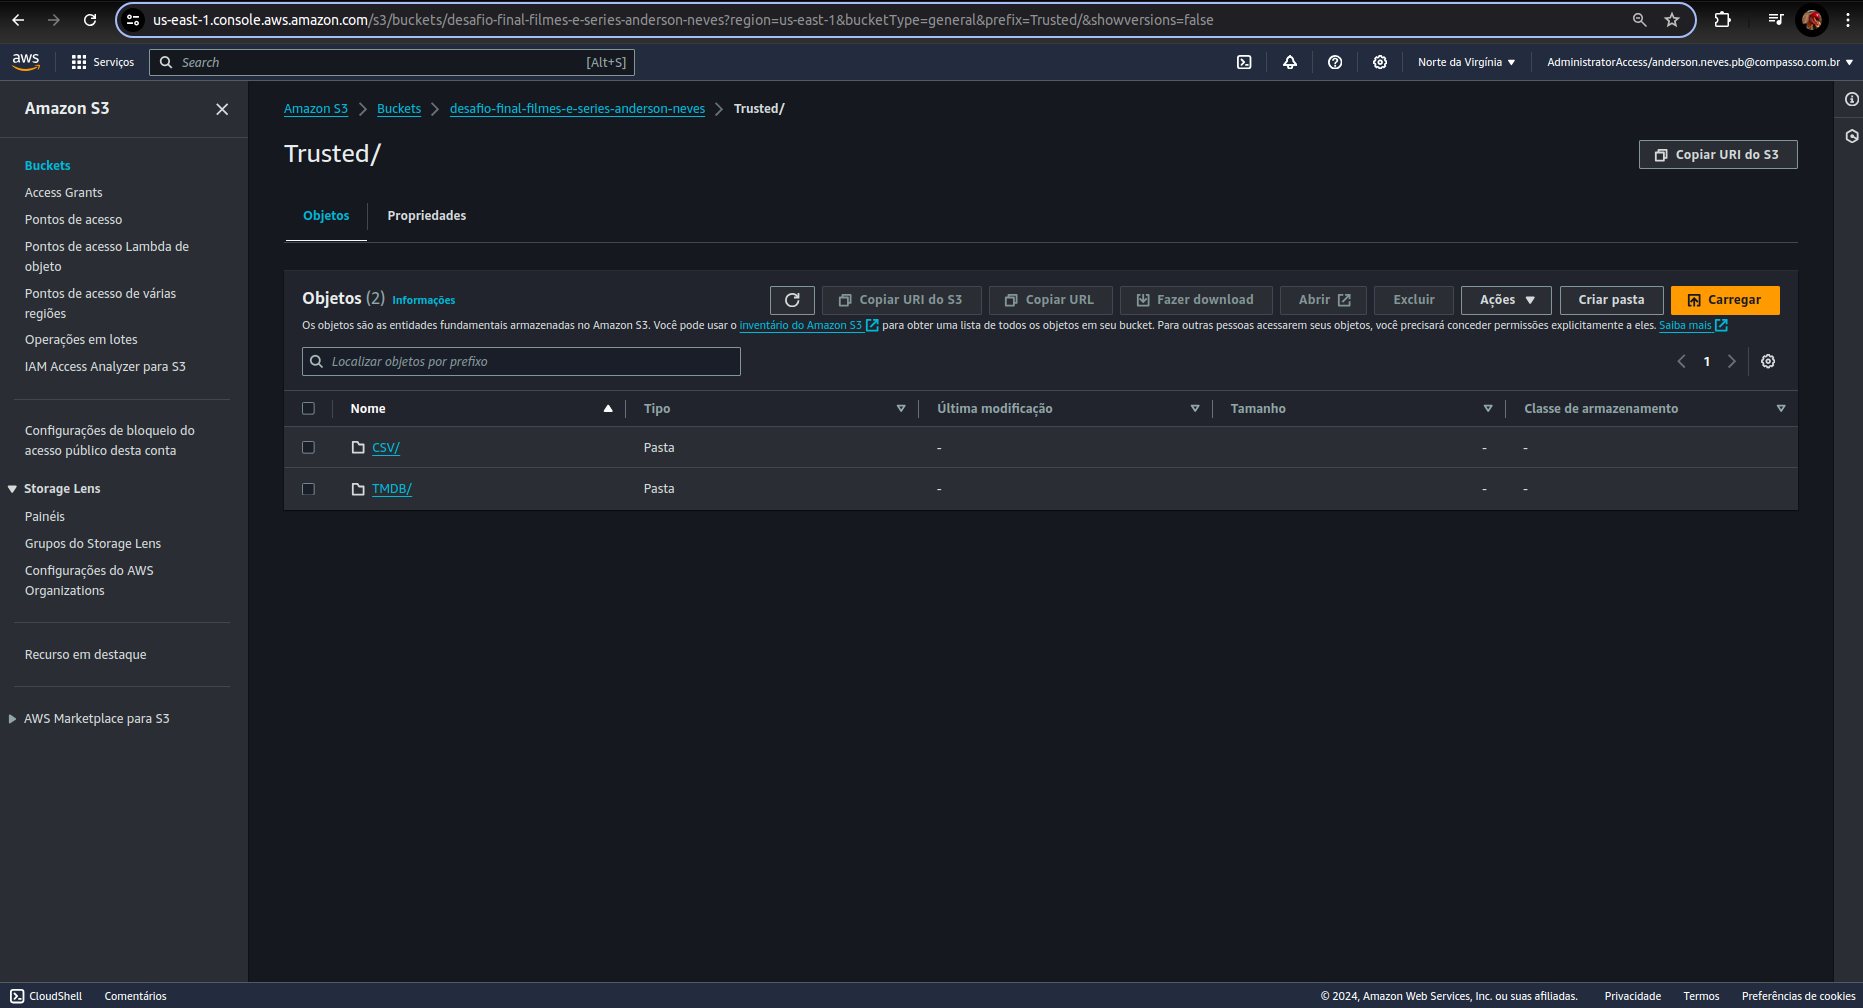 us-east-1.console.aws.amazon.com/s3/buckets/desafio-final-filmes-e-series-anderson-neves?region=us-east-1&bucketType=general&prefix=Trusted/&showversions=false
aws
Serviços
Search
[Alt+S]
Norte da Virgínia
AdministratorAccess/anderson.neves.pb@compasso.com.br
Amazon S3
Buckets
Access Grants
Pontos de acesso
Pontos de acesso Lambda de
objeto
Pontos de acesso de várias
regiões
Operações em lotes
IAM Access Analyzer para S3
Configurações de bloqueio do
acesso público desta conta
Storage Lens
Painéis
Grupos do Storage Lens
Configurações do AWS
Organizations
Recurso em destaque
AWS Marketplace para S3
Amazon S3 Buckets desafio-final-filmes-e-series-anderson-neves Trusted/
Trusted/
Copiar URI do S3
Objetos
Propriedades
Objetos (2) Informações
Copiar URI do S3
Copiar URL
Fazer download
Abrir
Excluir
Ações
Criar pasta
Carregar
Os objetos são as entidades fundamentais armazenadas no Amazon S3. Você pode usar o inventário do Amazon S3 para obter uma lista de todos os objetos em seu bucket. Para outras pessoas acessarem seus objetos, você precisará conceder permissões explicitamente a eles. Saiba mais
Localizar objetos por prefixo
1
Nome Tipo Última modificação Tamanho Classe de armazenamento
CSV/ Pasta - - -
TMDB/ Pasta - - -
CloudShell
Comentários
© 2024, Amazon Web Services, Inc. ou suas afiliadas.
Privacidade
Termos
Preferências de cookies